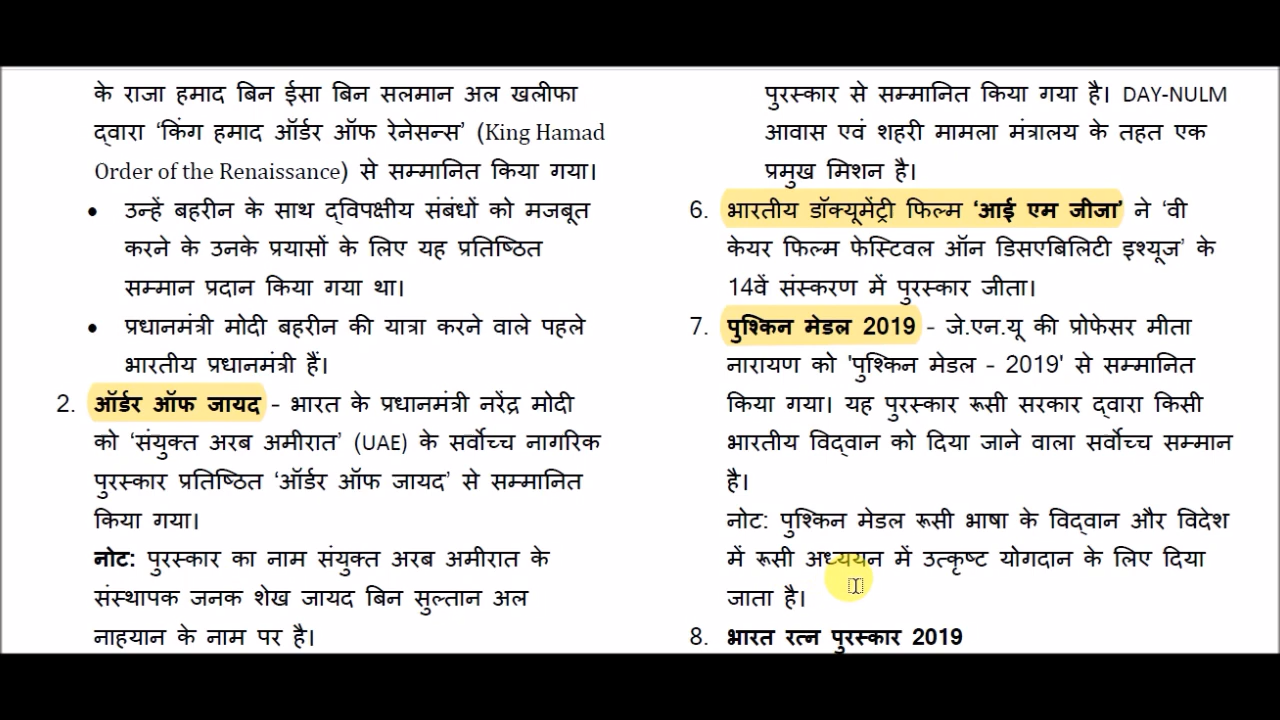 के राजा हमाद बिन ईसा बिन सलमान अल खलीफा
द्वारा ‘किंग हमाद ऑर्डर ऑफ रेनेसन्स’ (King Hamad
Order of the Renaissance) से सम्मानित किया गया।
• उन्हें बहरीन के साथ द्विपक्षीय संबंधों को मजबूत
करने के उनके प्रयासों के लिए यह प्रतिष्ठित
सम्मान प्रदान किया गया था।
• प्रधानमंत्री मोदी बहरीन की यात्रा करने वाले पहले
भारतीय प्रधानमंत्री हैं।
2. ऑर्डर ऑफ जायद - भारत के प्रधानमंत्री नरेंद्र मोदी
को ‘संयुक्त अरब अमीरात’ (UAE) के सर्वोच्च नागरिक
पुरस्कार प्रतिष्ठित ‘ऑर्डर ऑफ जायद’ से सम्मानित
किया गया।
नोट: पुरस्कार का नाम संयुक्त अरब अमीरात के
संस्थापक जनक शेख जायद बिन सुल्तान अल
नाहयान के नाम पर है।
पुरस्कार से सम्मानित किया गया है। DAY-NULM
आवास एवं शहरी मामला मंत्रालय के तहत एक
प्रमुख मिशन है।
6. भारतीय डॉक्यूमेंट्री फिल्म ‘आई एम जीजा’ ने ‘वी
केयर फिल्म फेस्टिवल ऑन डिसएबिलिटी इश्यूज’ के
14वें संस्करण में पुरस्कार जीता।
7. पुश्किन मेडल 2019 - जे.एन.यू की प्रोफेसर मीता
नारायण को 'पुश्किन मेडल - 2019' से सम्मानित
किया गया। यह पुरस्कार रूसी सरकार द्वारा किसी
भारतीय विद्वान को दिया जाने वाला सर्वोच्च सम्मान
है।
नोट: पुश्किन मेडल रूसी भाषा के विद्वान और विदेश
में रूसी अध्ययन में उत्कृष्ट योगदान के लिए दिया
जाता है।
8. भारत रत्न पुरस्कार 2019